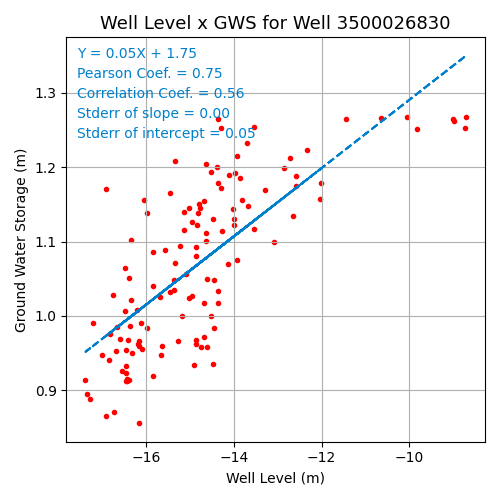 Well Level x GWS for Well 3500026830
Y = 0.05X + 1.75
Pearson Coef. = 0.75
Correlation Coef. = 0.56
Stderr of slope = 0.00
Stderr of intercept = 0.05
Ground Water Storage (m)
1.3
1.2
1.1
1.0
0.9
−16 −14 −12 −10
Well Level (m)